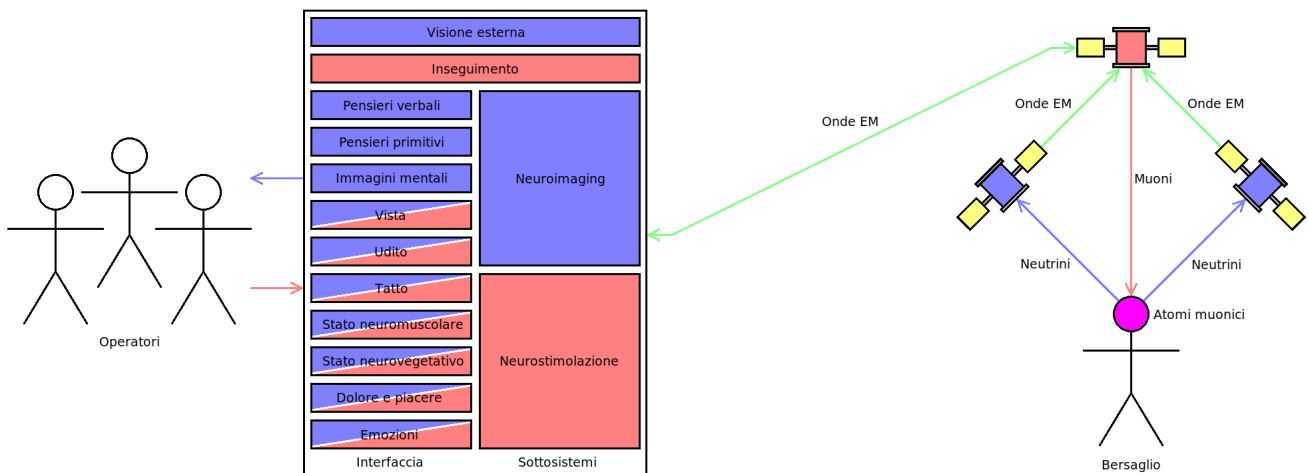 Visione esterna
Inseguimento
Pensieri verbali
Pensieri primitivi
Immagini mentali
Vista
Udito
Tatto
Stato neuromuscolare
Stato neurovegetativo
Dolore e piacere
Emozioni
Interfaccia
Neuroimaging
Neurostimolazione
Sottosistemi
Operatori
Onde EM
Onde EM
Onde EM
Muoni
Neutrini
Neutrini
Atomi muonici
Bersaglio